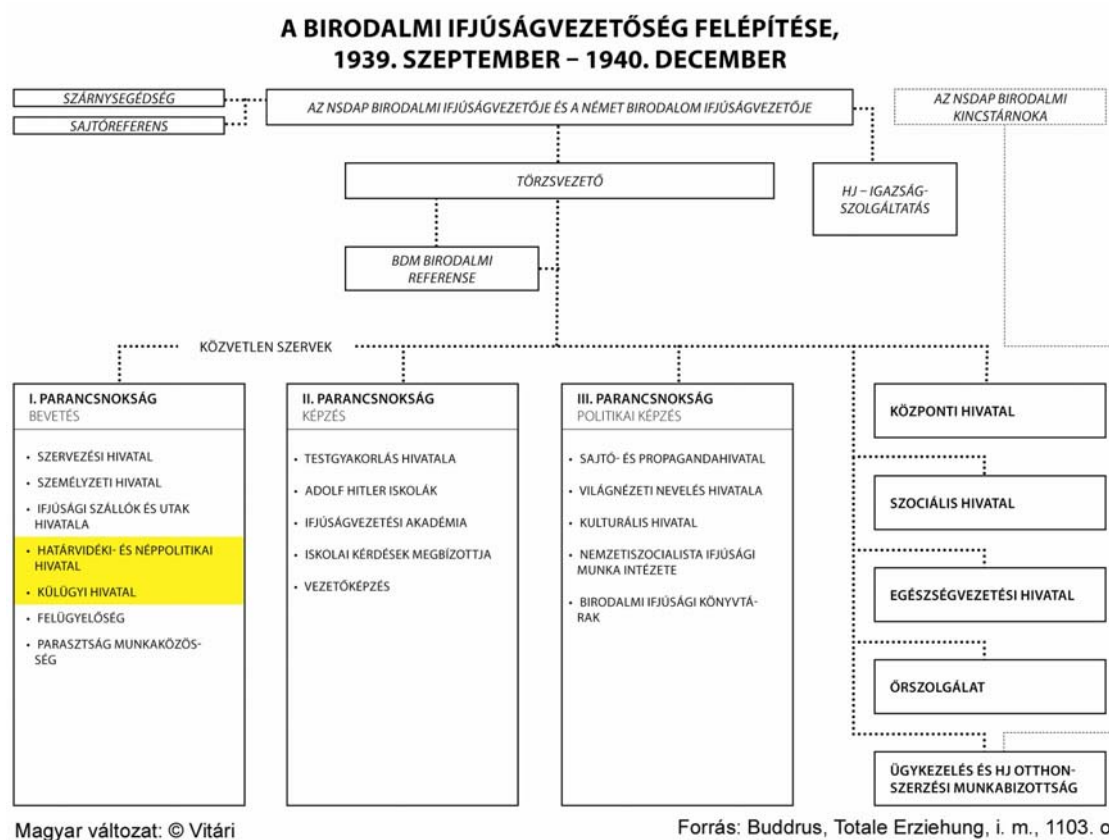 A BIRODALMI IFJÚSÁGVEZETŐSÉG FELÉPÍTÉSE,
1939. SZEPTEMBER – 1940. DECEMBER
SZÁRNYSEGÉDSÉG
SAJTÓREFERENS
AZ NSDAP BIRODALMI IFJÚSÁGVEZETŐJE ÉS A NÉMET BIRODALOM IFJÚSÁGVEZETŐJE
AZ NSDAP BIRODALMI
KINCSTÁRNOKA
TÖRZSVEZETŐ
HJ – IGAZSÁG-
SZOLGÁLTATÁS
BDM BIRODALMI
REFERENSE
KÖZVETLEN SZERVEK
I. PARANCSNOKSÁG
BEVETÉS
• SZERVEZÉSI HIVATAL
• SZEMÉLYZETI HIVATAL
• IFJÚSÁGI SZÁLLÓK ÉS UTAK
HIVATALA
• HATÁRVIDÉKI- ÉS NÉPPOLITIKAI
HIVATAL
• KÜLÜGYI HIVATAL
• FELÜGYELŐSÉG
• PARASZTSÁG MUNKAKÖZÖS-
SÉG
II. PARANCSNOKSÁG
KÉPZÉS
• TESTGYAKORLÁS HIVATALA
• ADOLF HITLER ISKOLÁK
• IFJÚSÁGVEZETÉSI AKADÉMIA
• ISKOLAI KÉRDÉSEK MEGBÍZOTTJA
• VEZETŐKÉPZÉS
III. PARANCSNOKSÁG
POLITIKAI KÉPZÉS
• SAJTÓ- ÉS PROPAGANDAHIVATAL
• VILÁGNÉZETI NEVELÉS HIVATALA
• KULTURÁLIS HIVATAL
• NEMZETISZOCIALISTA IFJÚSÁGI
MUNKA INTÉZETE
• BIRODALMI IFJÚSÁGI KÖNYVTÁ-
RAK
KÖZPONTI HIVATAL
SZOCIÁLIS HIVATAL
EGÉSZSÉGVEZETÉSI HIVATAL
ŐRSZOLGÁLAT
ÜGYKEZELÉS ÉS HJ OTTHON-
SZERZÉSI MUNKABIZOTTSÁG
Magyar változat: © Vitári
Forrás: Buddrus, Totale Erziehung, i. m., 1103. o